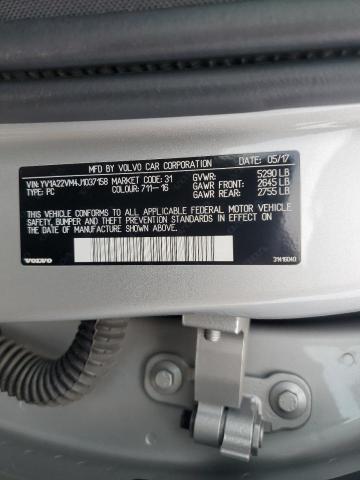 MFD BY VOLVO CAR CORPORATION 05/17
VIN: YV1A22VM4J1037158 MARKET CODE: 31 GVWR: 5290 LB
TYPE: PC COLOUR: 711-16 GAWR FRONT: 2645 LB
GAWR REAR: 2755 LB
THIS VEHICLE CONFORMS TO ALL APPLICABLE FEDERAL MOTOR VEHICLE
SAFETY, BUMPER AND THEFT PREVENTION STANDARDS IN EFFECT ON
THE DATE OF MANUFACTURE SHOWN ABOVE.
VOLVO 31416040